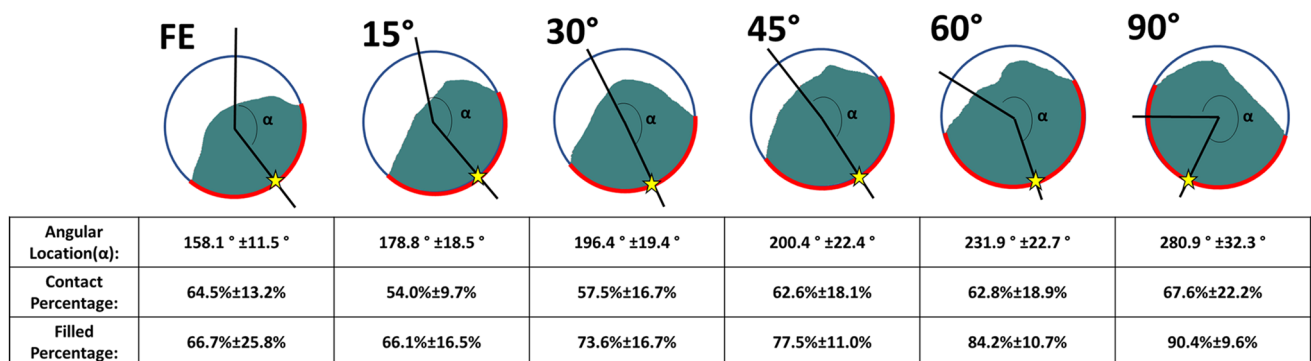 FE 15° 30° 45° 60° 90°
α α α α α α
Angular
Location(α): 158.1 ° ±11.5 ° 178.8 ° ±18.5 ° 196.4 ° ±19.4 ° 200.4 ° ±22.4 ° 231.9 ° ±22.7 ° 280.9 ° ±32.3 °
Contact
Percentage: 64.5%±13.2% 54.0%±9.7% 57.5%±16.7% 62.6%±18.1% 62.8%±18.9% 67.6%±22.2%
Filled
Percentage: 66.7%±25.8% 66.1%±16.5% 73.6%±16.7% 77.5%±11.0% 84.2%±10.7% 90.4%±9.6%